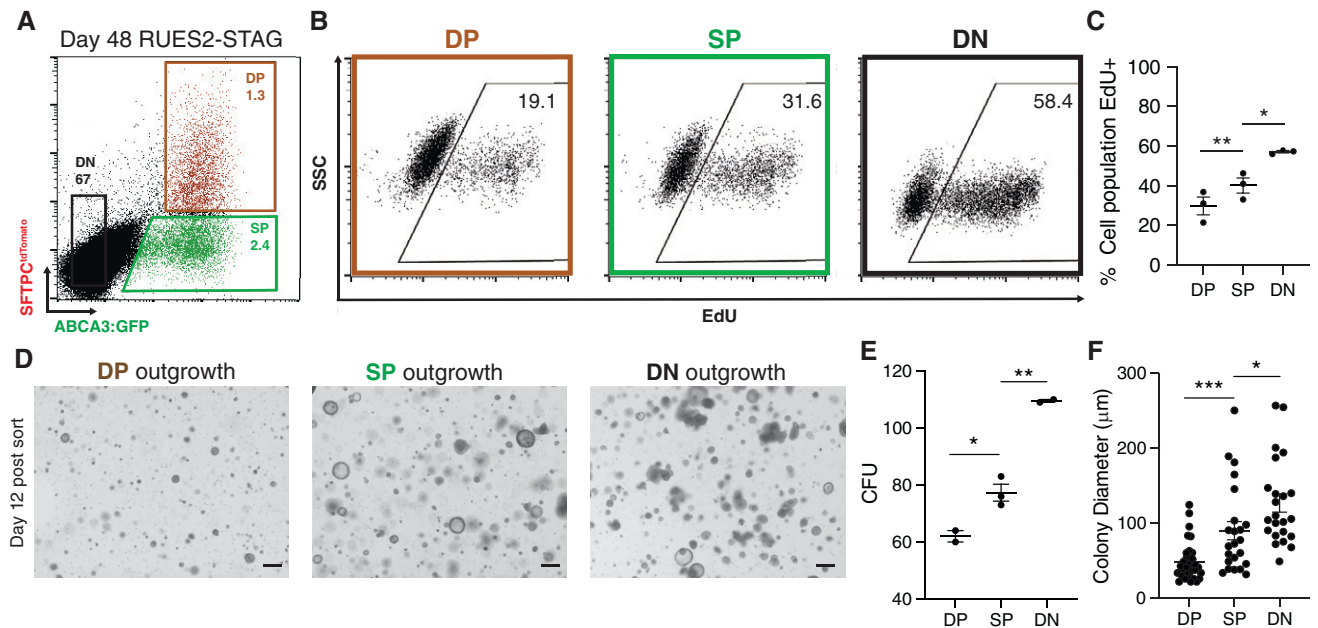 A
Day 48 RUES2-STAG
DP
1.3
DN
67
SP
2.4
SFTPCtdTomato
ABCA3:GFP
B
DP
SP
DN
19.1
31.6
58.4
SSC
EdU
C
% Cell population EdU+
100
80
60
40
20
0
**
*
DP SP DN
D
DP outgrowth
SP outgrowth
DN outgrowth
Day 12 post sort
E
CFU
120
100
80
60
40
*
**
DP SP DN
F
Colony Diameter (μm)
300
200
100
0
***
*
DP SP DN